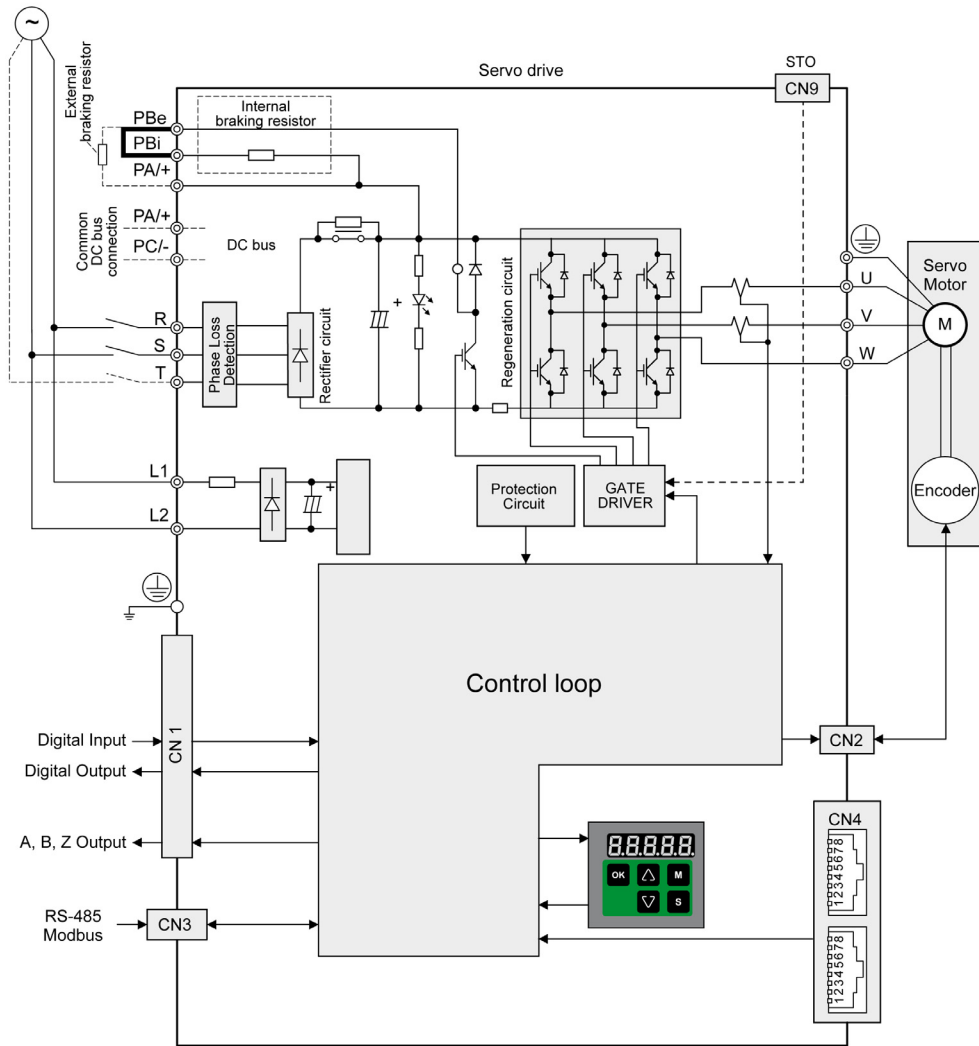 ~
STO
CN9
Servo drive
External
braking resistor
PBe
PBi
PA/+
Internal
braking resistor
Common
DC bus
connection
PA/+
PC/-
DC bus
R
S
T
Phase Loss
Detection
Rectifier circuit
+
Regeneration circuit
U
V
W
Servo
Motor
M
Encoder
L1
L2
+
Protection
Circuit
GATE
DRIVER
Control loop
CN 1
Digital Input
Digital Output
A, B, Z Output
RS-485
Modbus
CN3
CN2
CN4
12345678
12345678
8.8.8.8.8.
OK
M
S